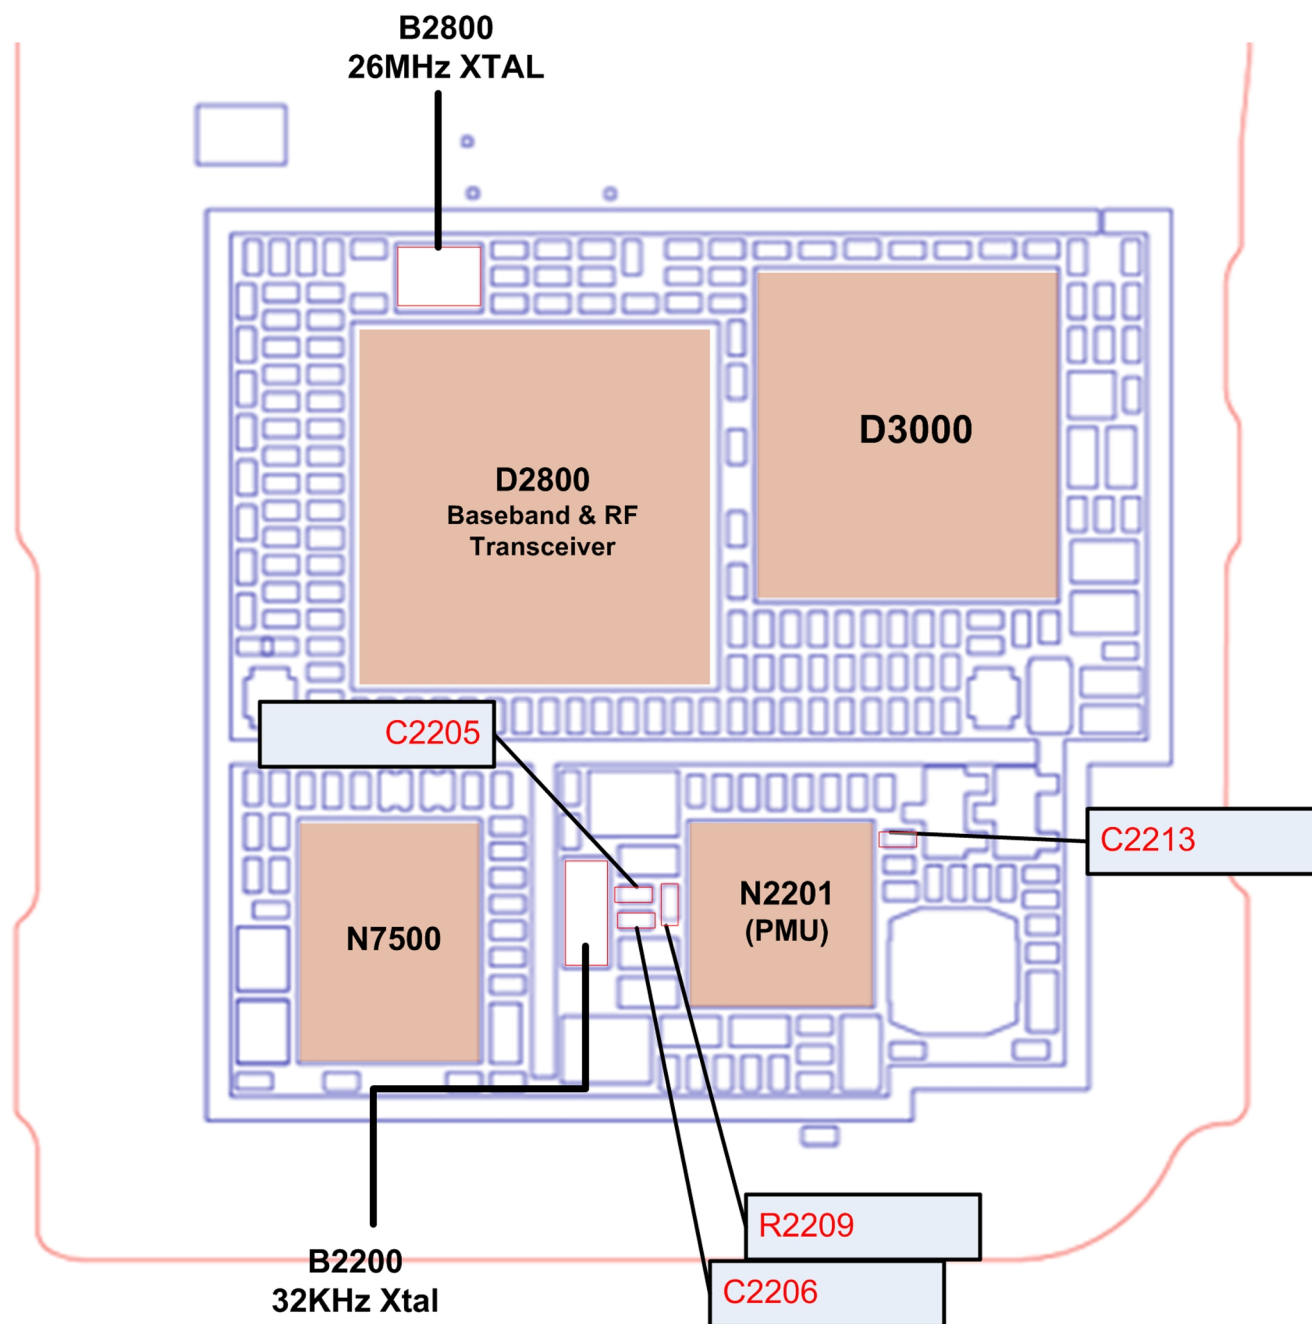 B2800
26MHz XTAL
D3000
D2800
Baseband & RF
Transceiver
C2205
C2213
N2201
(PMU)
N7500
R2209
B2200
32KHz Xtal
C2206